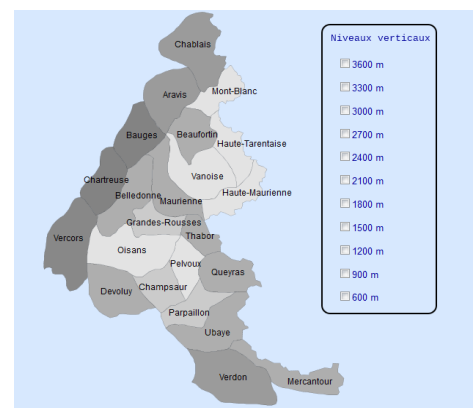 Chablais
Mont-Blanc
Aravis
Beaufortin
Bauges
Haute-Tarentaise
Vanoise
Chartreuse
Belledonne
Haute-Maurienne
Maurienne
Grandes-Rousses
Thabor
Vercors
Oisans
Pelvoux
Queyras
Devoluy
Champsaur
Parpaillon
Ubaye
Verdon
Mercantour
Niveaux verticaux
3600 m
3300 m
3000 m
2700 m
2400 m
2100 m
1800 m
1500 m
1200 m
900 m
600 m